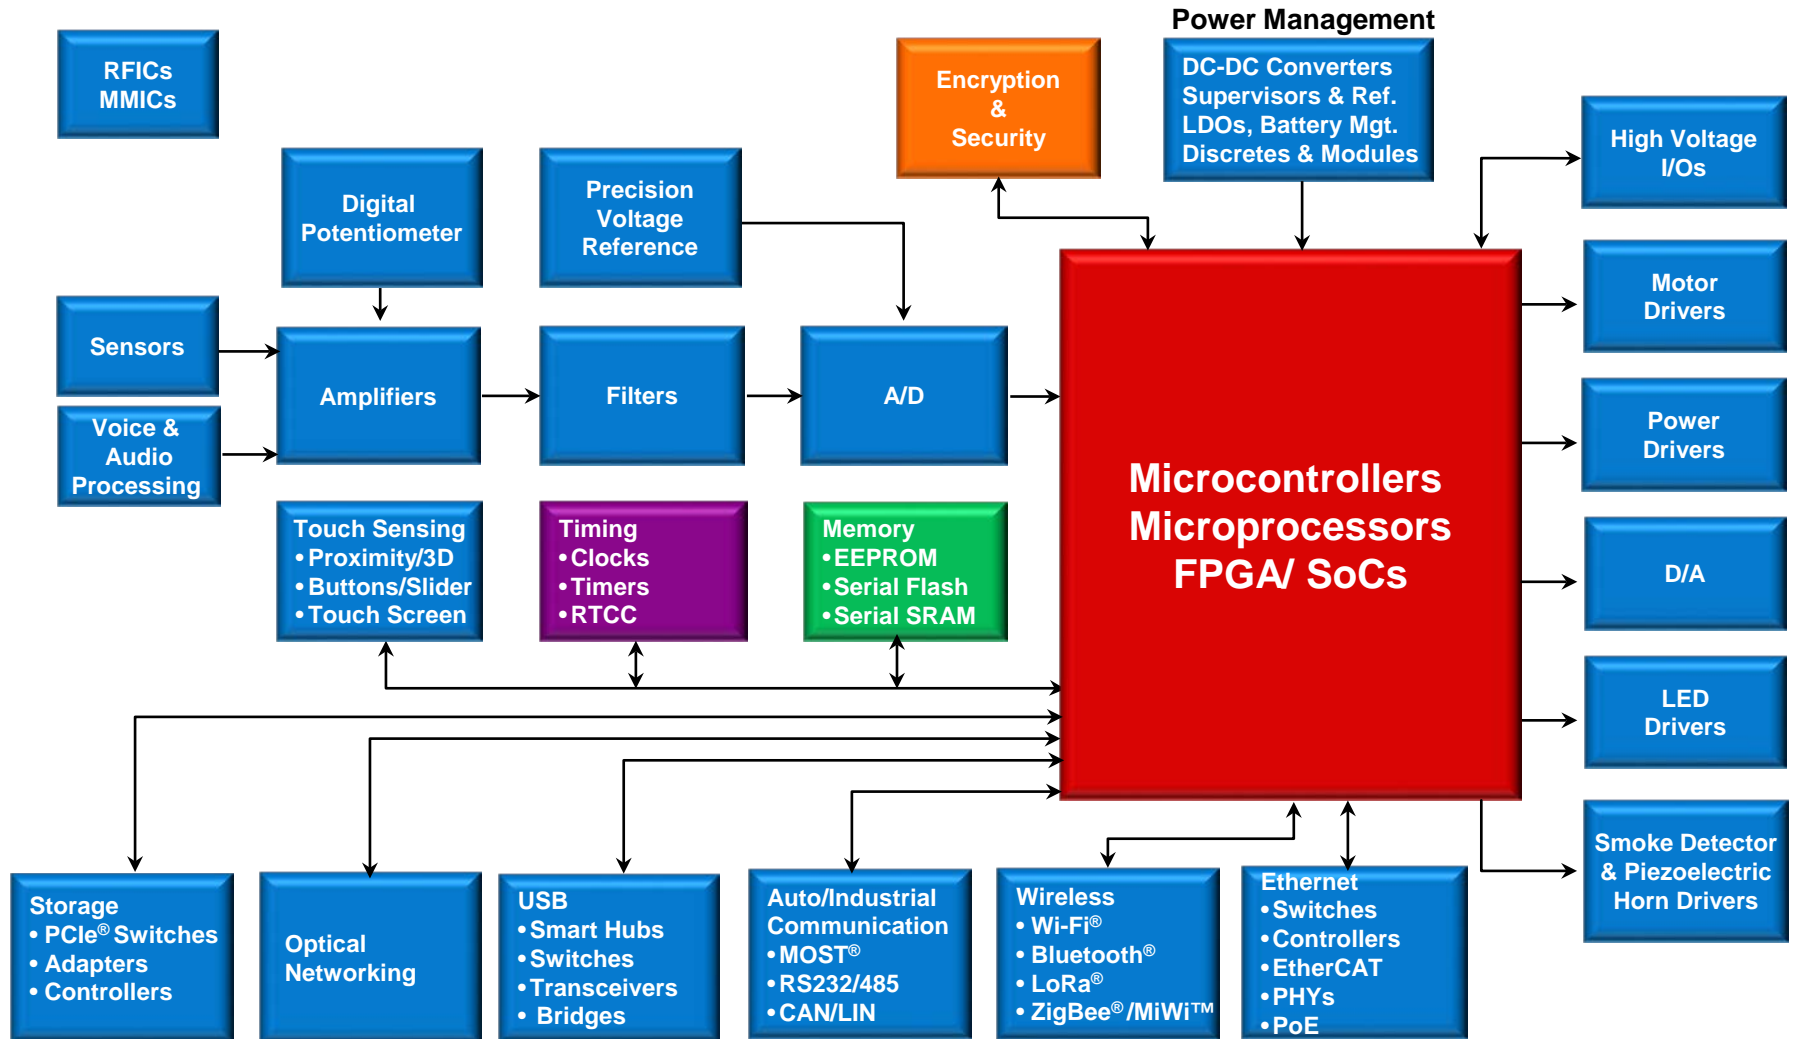 Power Management
RFICs
MMICs
Encryption
&
Security
DC-DC Converters
Supervisors & Ref.
LDOs, Battery Mgt.
Discretes & Modules
High Voltage
I/Os
Digital
Potentiometer
Precision
Voltage
Reference
Motor
Drivers
Sensors
Amplifiers
Filters
A/D
Voice &
Audio
Processing
Power
Drivers
Microcontrollers
Microprocessors
FPGA/ SoCs
Touch Sensing
• Proximity/3D
• Buttons/Slider
• Touch Screen
Timing
• Clocks
• Timers
• RTCC
Memory
• EEPROM
• Serial Flash
• Serial SRAM
D/A
LED
Drivers
Smoke Detector
& Piezoelectric
Horn Drivers
Storage
• PCIe® Switches
• Adapters
• Controllers
Optical
Networking
USB
• Smart Hubs
• Switches
• Transceivers
• Bridges
Auto/Industrial
Communication
• MOST®
• RS232/485
• CAN/LIN
Wireless
• Wi-Fi®
• Bluetooth®
• LoRa®
• ZigBee® /MiWi™
Ethernet
• Switches
• Controllers
• EtherCAT
• PHYs
• PoE